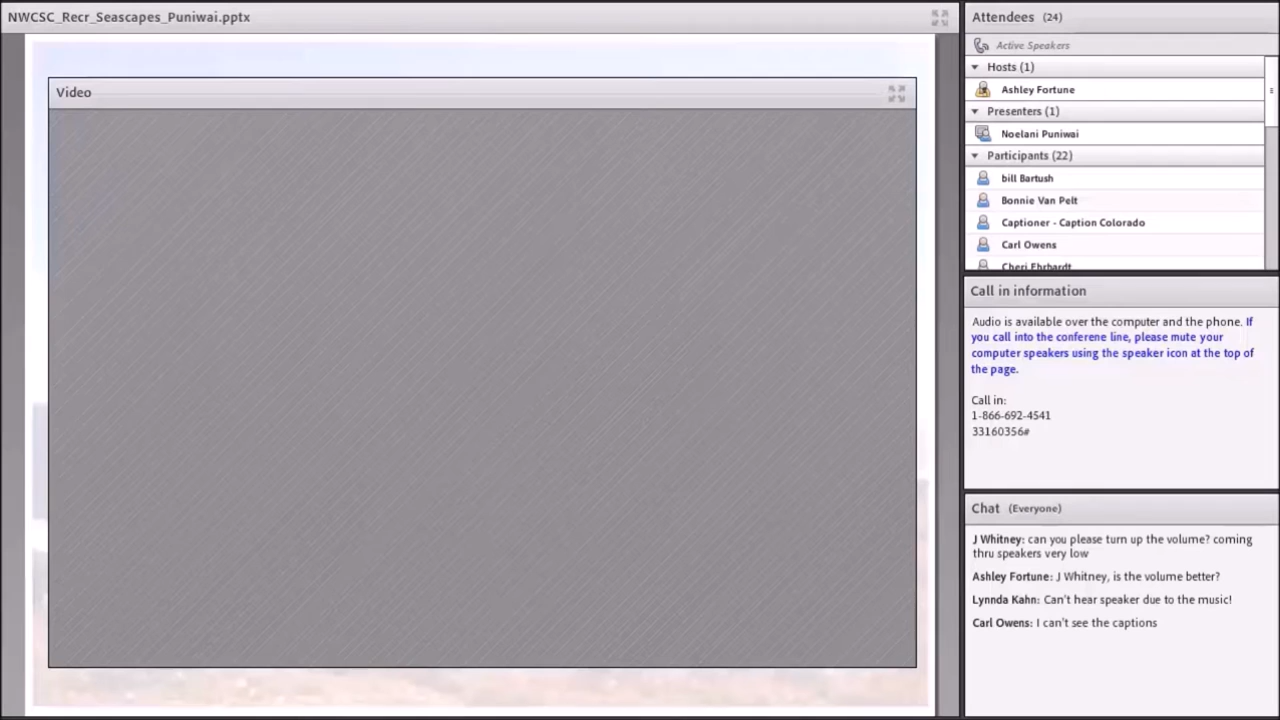 NWCSC_Recr_Seascapes_Puniwai.pptx
Video
Attendees (24)
Active Speakers
Hosts (1)
Ashley Fortune
Presenters (1)
Noelani Puniwai
Participants (22)
bill Bartush
Bonnie Van Pelt
Captioner - Caption Colorado
Carl Owens
Cheri Ehrhardt
Call in information
Audio is available over the computer and the phone. If
you call into the conferene line, please mute your
computer speakers using the speaker icon at the top of
the page.
Call in:
1-866-692-4541
33160356#
Chat (Everyone)
J Whitney: can you please turn up the volume? coming
thru speakers very low
Ashley Fortune: J Whitney, is the volume better?
Lynnda Kahn: Can't hear speaker due to the music!
Carl Owens: I can't see the captions